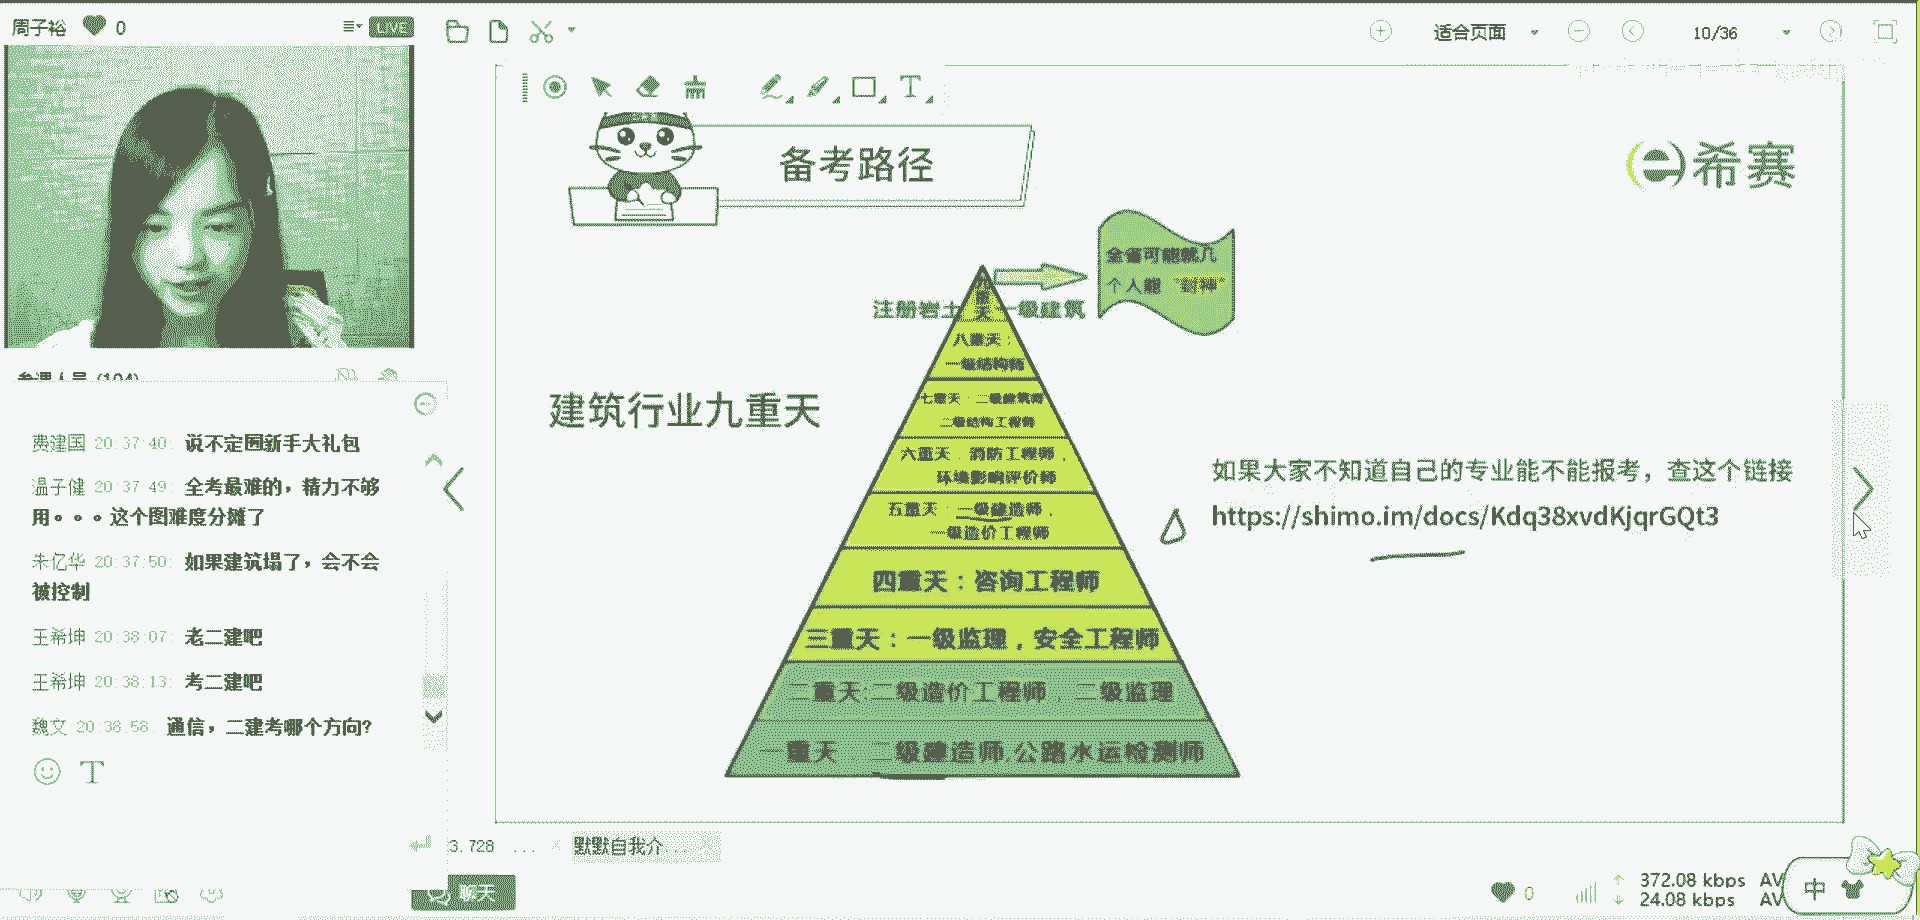 周子裕 0
LIVE
适合页面
10/36
备考路径
希赛
全省可能就几
个人能“封神”
九重天
注册岩土 一级建筑
八重天：
一级结构师
七重天：二级建筑师
二级结构工程师
六重天：消防工程师，
环境影响评价师
五重天：一级建造师，
一级造价工程师
四重天：咨询工程师
三重天：一级监理，安全工程师
二重天:二级造价工程师，二级监理
一重天 二级建造师,公路水运检测师
建筑行业九重天
如果大家不知道自己的专业能不能报考，查这个链接
https://shimo.im/docs/Kdq38xvdKjqrGQt3
参课人员 (104)
费建国 20:37:40: 说不定囤新手大礼包
温子健 20:37:49: 全考最难的，精力不够
用。。。这个图难度分摊了
朱亿华 20:37:50: 如果建筑塌了，会不会
被控制
王希坤 20:38:07: 老二建吧
王希坤 20:38:13: 考二建吧
魏文 20:38:58: 通信，二建考哪个方向?
3.728 ...
默默自我介...
聊天
0
372.08 kbps AV
24.08 kbps AV
中